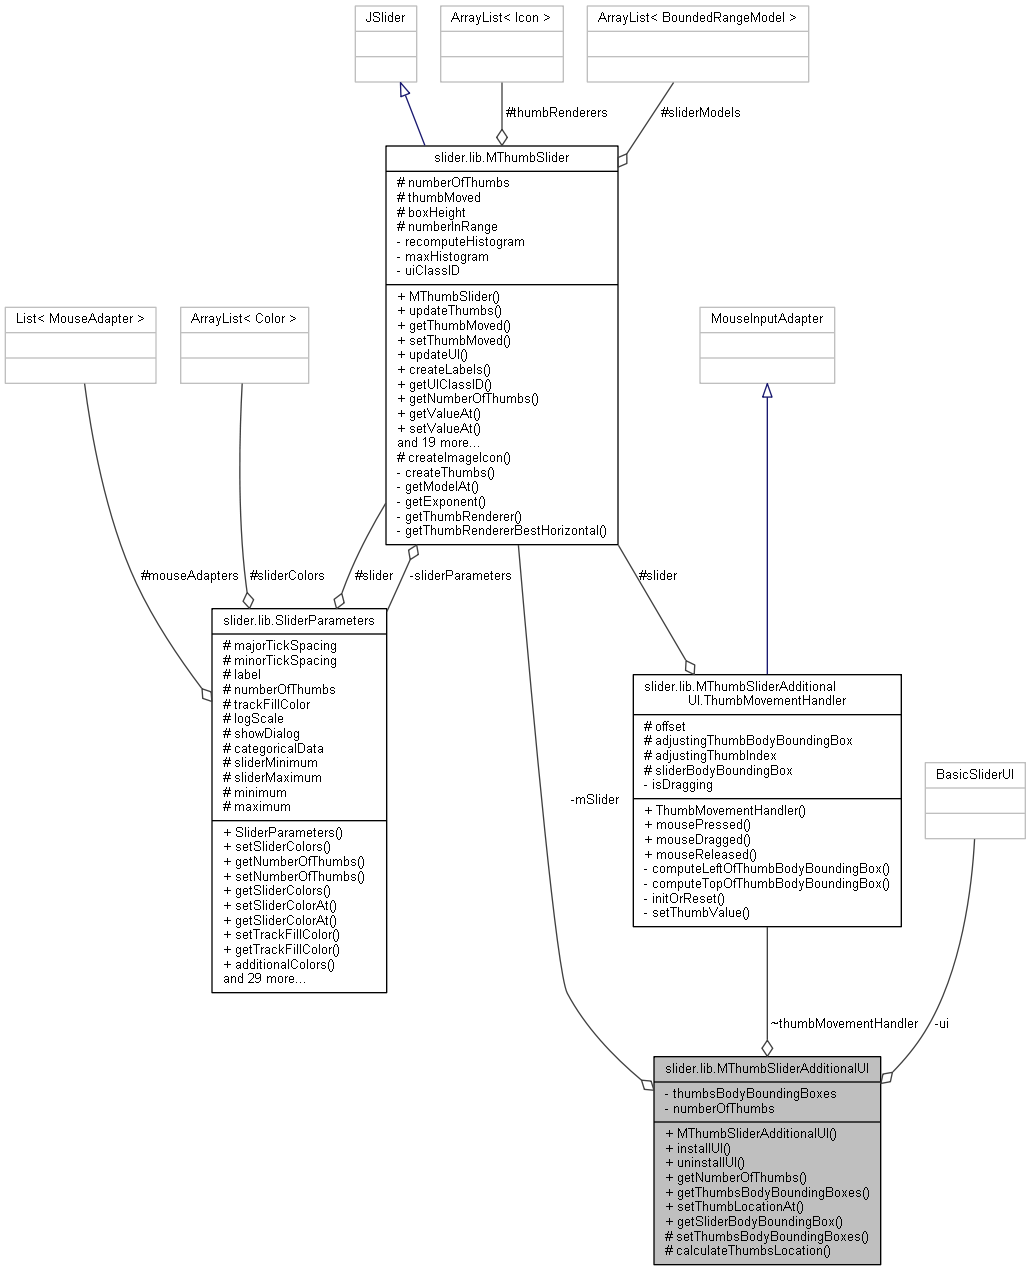 JSlider
ArrayList< Icon >
ArrayList< BoundedRangeModel >
#thumbRenderers
#sliderModels
slider.lib.MThumbSlider
# numberOfThumbs
# thumbMoved
# boxHeight
# numberInRange
- recomputeHistogram
- maxHistogram
- uiClassID
+ MThumbSlider()
+ updateThumbs()
+ getThumbMoved()
+ setThumbMoved()
+ updateUI()
+ createLabels()
+ getUIClassID()
+ getNumberOfThumbs()
+ getValueAt()
+ setValueAt()
and 19 more...
# createImageIcon()
- createThumbs()
- getModelAt()
- getExponent()
- getThumbRenderer()
- getThumbRendererBestHorizontal()
List< MouseAdapter >
ArrayList< Color >
MouseInputAdapter
#mouseAdapters
#sliderColors
#slider
-sliderParameters
#slider
slider.lib.SliderParameters
# majorTickSpacing
# minorTickSpacing
# label
# numberOfThumbs
# trackFillColor
# logScale
# showDialog
# categoricalData
# sliderMinimum
# sliderMaximum
# minimum
# maximum
+ SliderParameters()
+ setSliderColors()
+ getNumberOfThumbs()
+ setNumberOfThumbs()
+ getSliderColors()
+ setSliderColorAt()
+ getSliderColorAt()
+ setTrackFillColor()
+ getTrackFillColor()
+ additionalColors()
and 29 more...
slider.lib.MThumbSliderAdditional
UI.ThumbMovementHandler
# offset
# adjustingThumbBodyBoundingBox
# adjustingThumbIndex
# sliderBodyBoundingBox
- isDragging
+ ThumbMovementHandler()
+ mousePressed()
+ mouseDragged()
+ mouseReleased()
- computeLeftOfThumbBodyBoundingBox()
- computeTopOfThumbBodyBoundingBox()
- initOrReset()
- setThumbValue()
-mSlider
BasicSliderUI
~thumbMovementHandler
-ui
slider.lib.MThumbSliderAdditionalUI
- thumbsBodyBoundingBoxes
- numberOfThumbs
+ MThumbSliderAdditionalUI()
+ installUI()
+ uninstallUI()
+ getNumberOfThumbs()
+ getThumbsBodyBoundingBoxes()
+ setThumbLocationAt()
+ getSliderBodyBoundingBox()
# setThumbsBodyBoundingBoxes()
# calculateThumbsLocation()